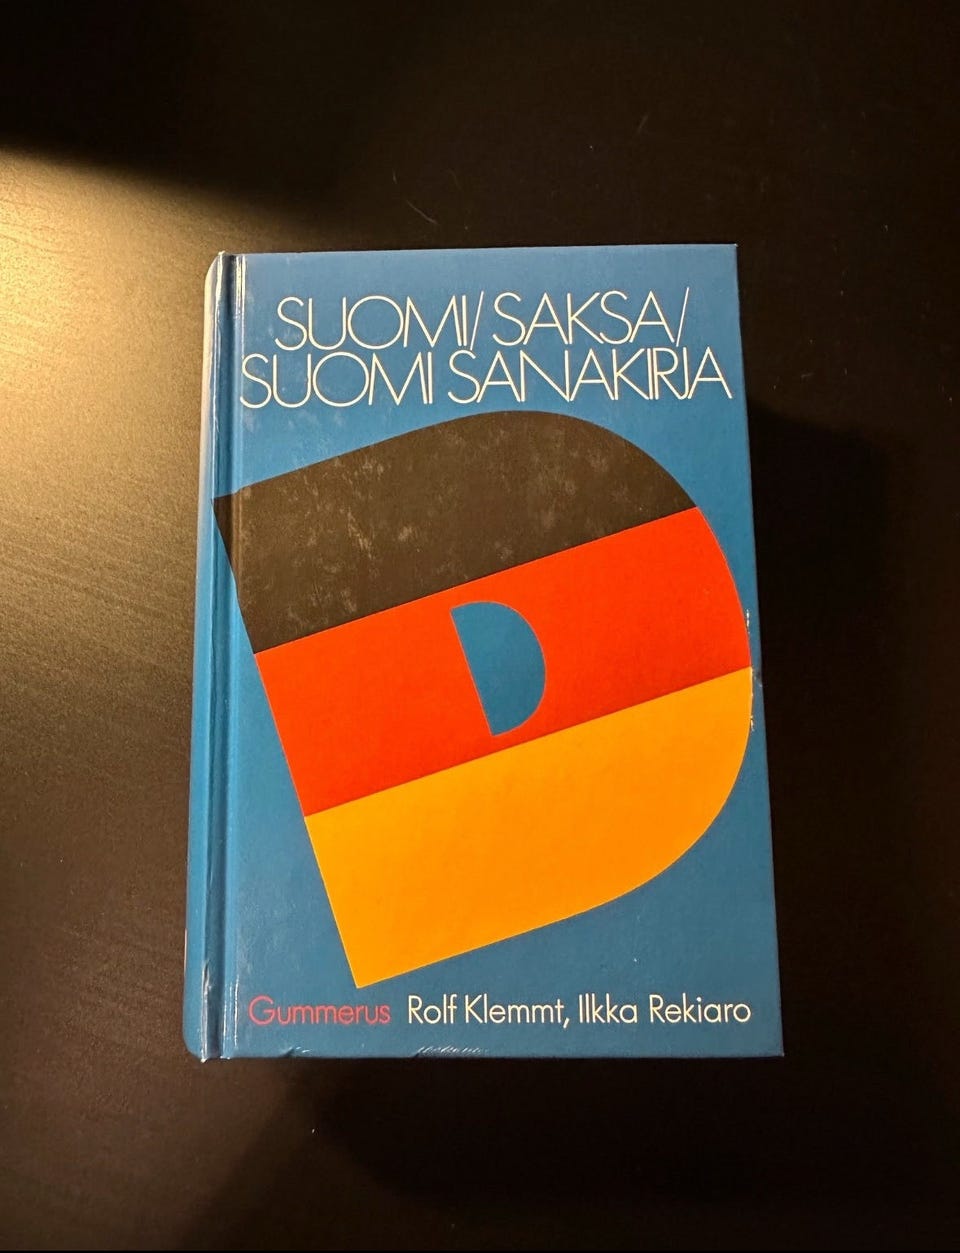 SUOMI/SAKSA/
SUOMI SANAKIRJA
D
Gummerus Rolf Klemmt, Ilkka Rekiaro